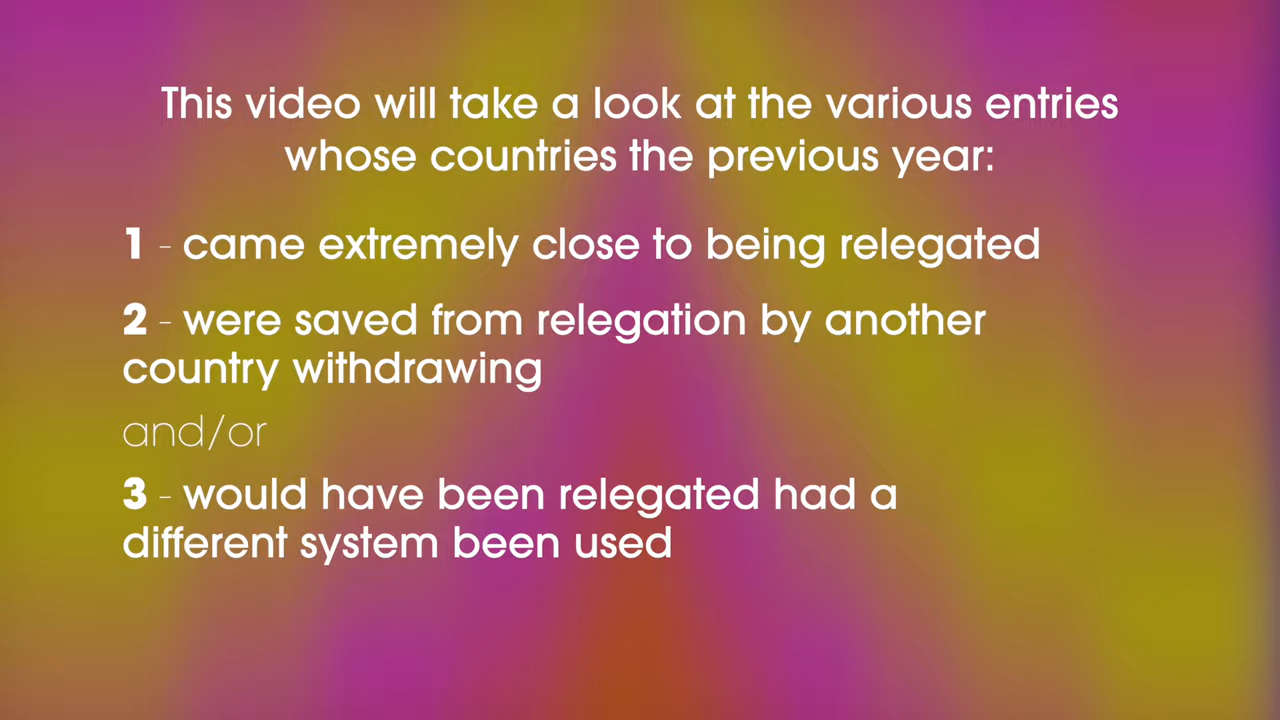 This video will take a look at the various entries
whose countries the previous year:
1 - came extremely close to being relegated
2 - were saved from relegation by another
country withdrawing
and/or
3 - would have been relegated had a
different system been used